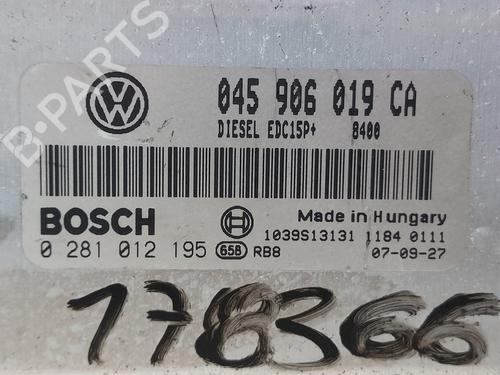 B-PARTS
045 906 019 CA
DIESEL EDC15P+ 8400
BOSCH
Made in Hungary
1039S13131 1184 0111
0 281 012 195 65B RB8 07-09-27
178366